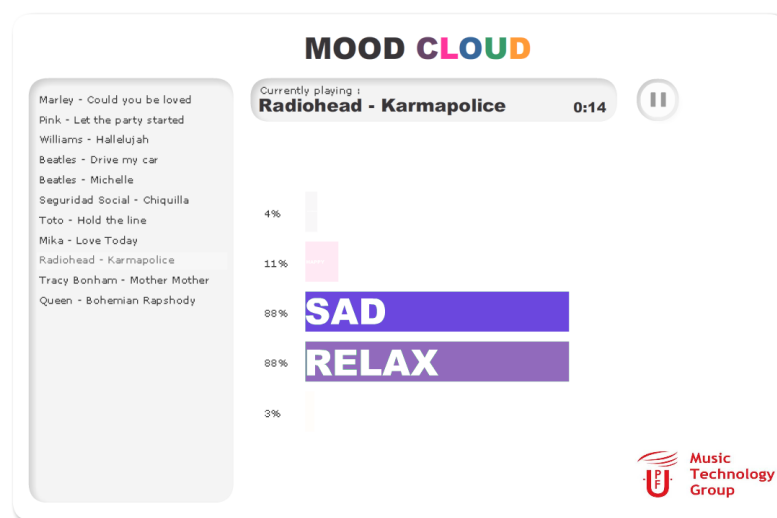 MOOD CLOUD
Marley - Could you be loved
Pink - Let the party started
Williams - Hallelujah
Beatles - Drive my car
Beatles - Michelle
Seguridad Social - Chiquilla
Toto - Hold the line
Mika - Love Today
Radiohead - Karmapolice
Tracy Bonham - Mother Mother
Queen - Bohemian Rapshody
Currently playing :
Radiohead - Karmapolice 0:14
4%
11%
88% SAD
88% RELAX
3%
UPF
Music
Technology
Group